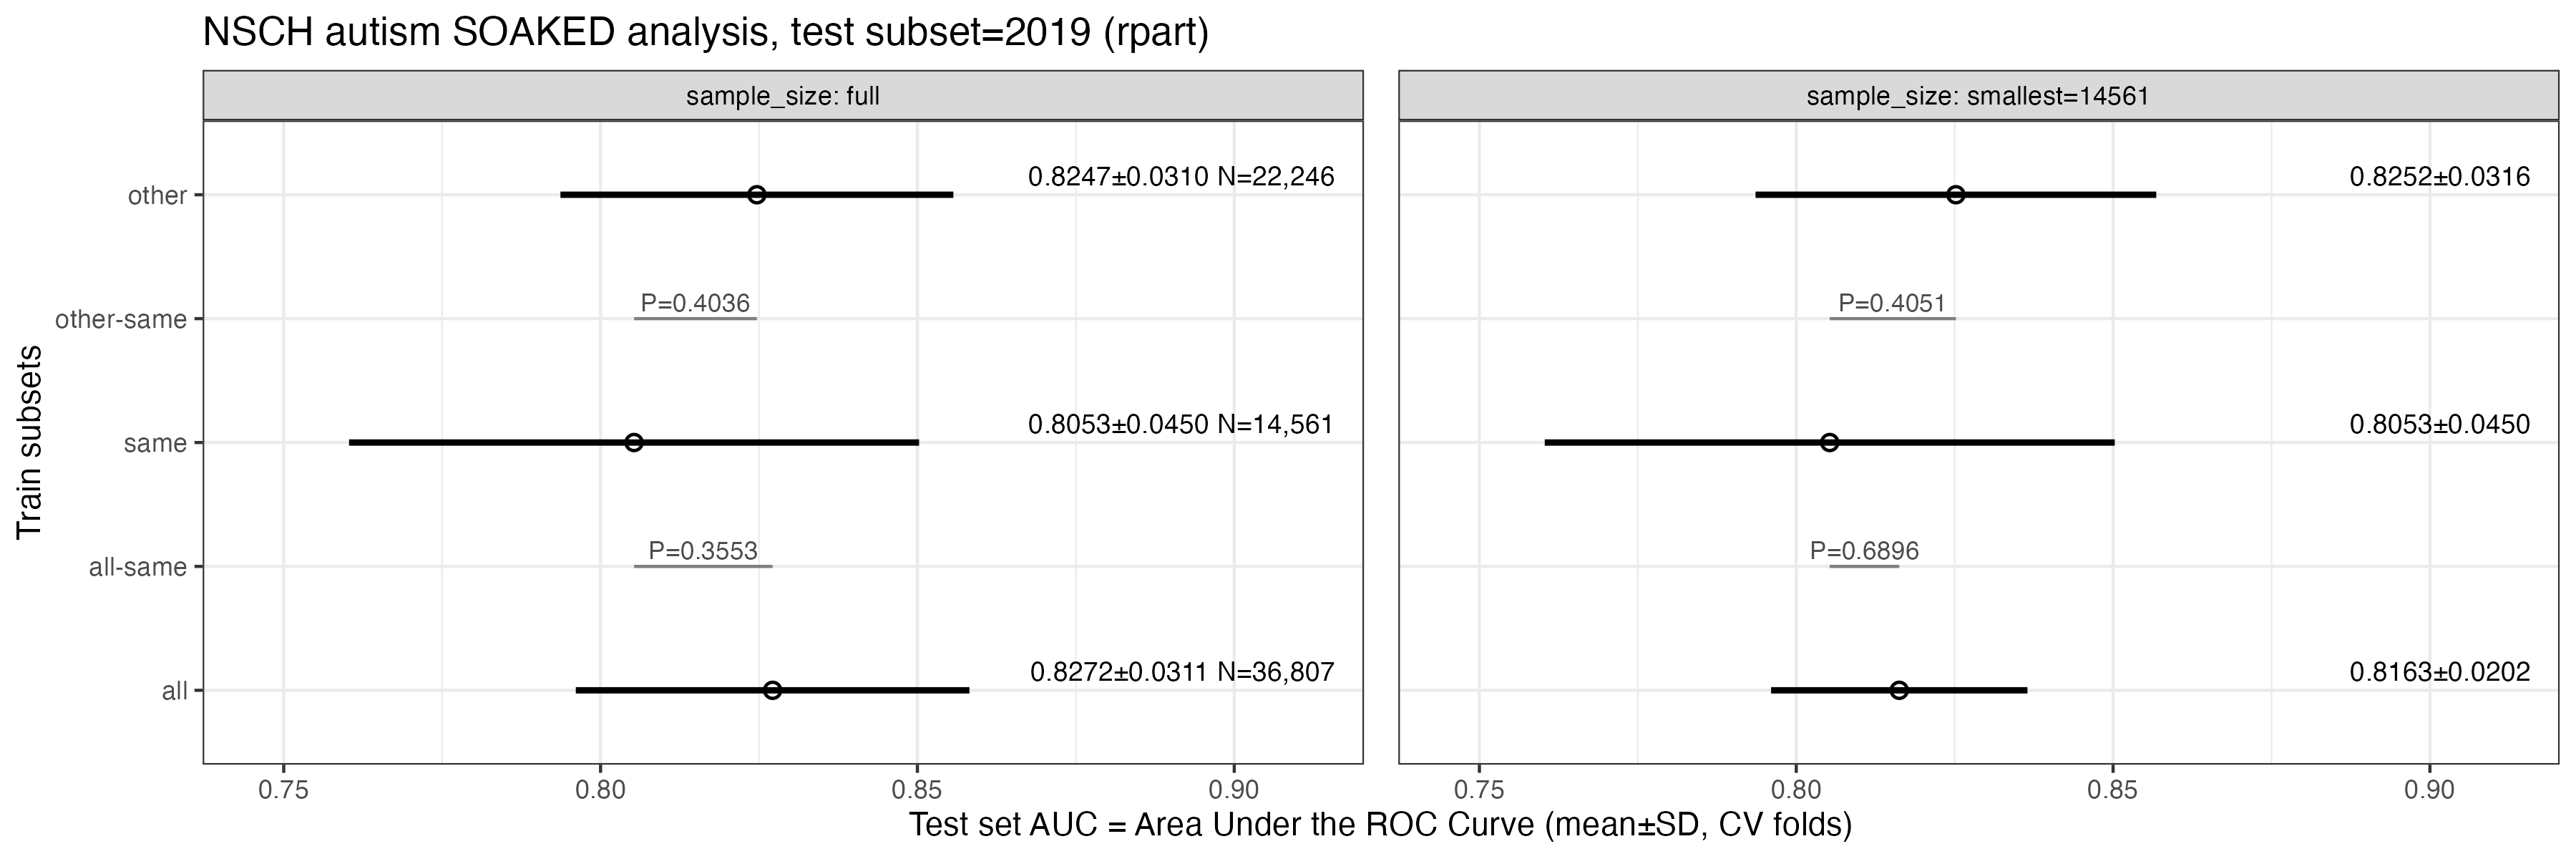 NSCH autism SOAKED analysis, test subset=2019 (rpart)
sample_size: full
sample_size: smallest=14561
Train subsets
other
other-same
same
all-same
all
0.8247±0.0310 N=22,246
P=0.4036
0.8053±0.0450 N=14,561
P=0.3553
0.8272±0.0311 N=36,807
0.8252±0.0316
P=0.4051
0.8053±0.0450
P=0.6896
0.8163±0.0202
0.75 0.80 0.85 0.90
0.75 0.80 0.85 0.90
Test set AUC = Area Under the ROC Curve (mean±SD, CV folds)